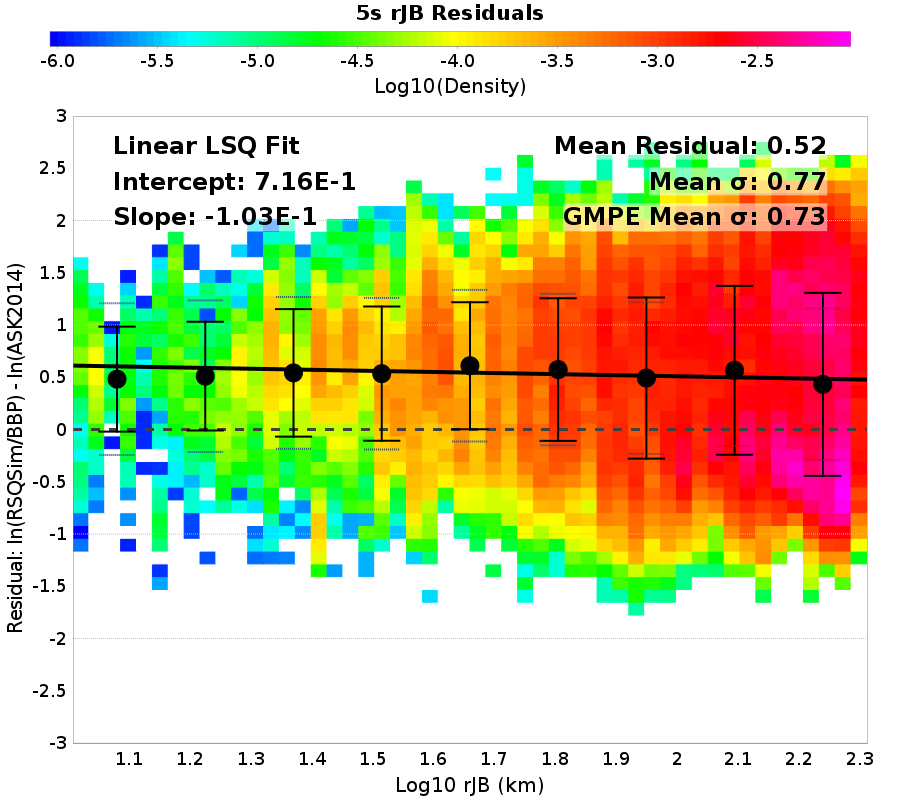 5s rJB Residuals
-6.0 -5.5 -5.0 -4.5 -4.0 -3.5 -3.0 -2.5
Log10(Density)
Linear LSQ Fit
Intercept: 7.16E-1
Slope: -1.03E-1
Mean Residual: 0.52
Mean σ: 0.77
GMPE Mean σ: 0.73
Residual: ln(RSQSim/BBP) - ln(ASK2014)
3
2.5
2
1.5
1
0.5
0
-0.5
-1
-1.5
-2
-2.5
-3
1.1 1.2 1.3 1.4 1.5 1.6 1.7 1.8 1.9 2 2.1 2.2 2.3
Log10 rJB (km)